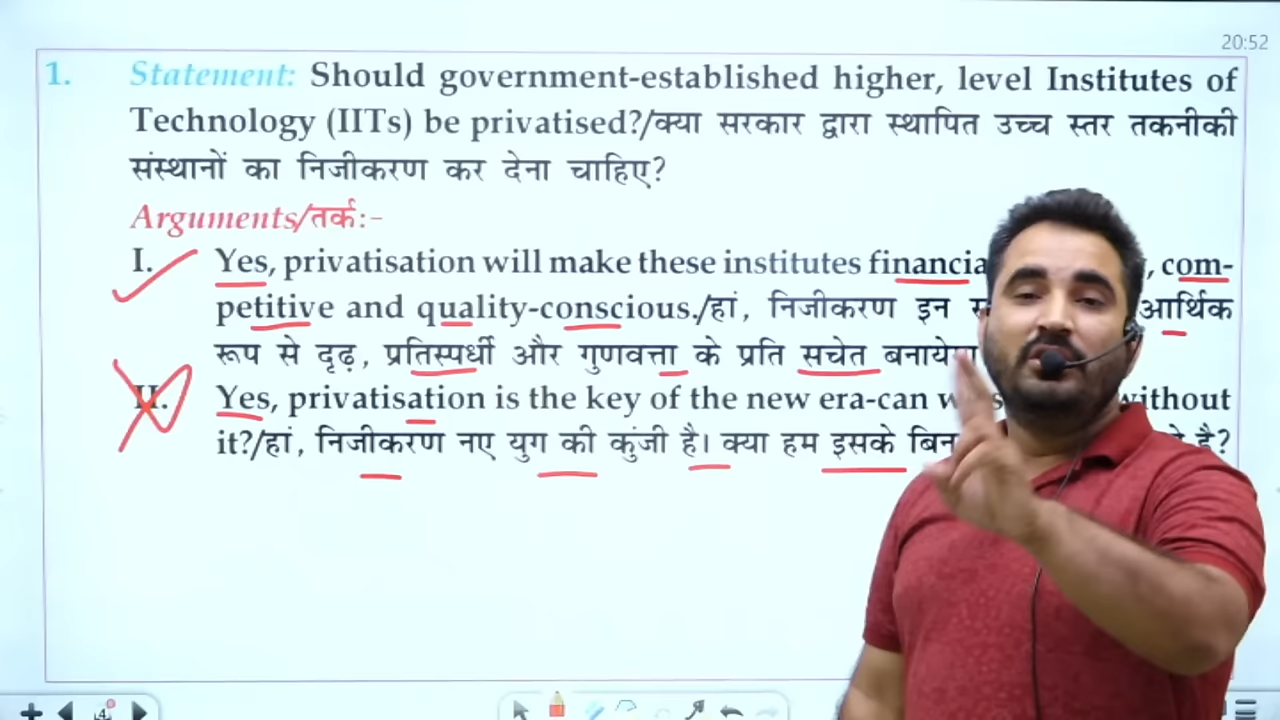 20:52
1. Statement: Should government-established higher, level Institutes of
Technology (IITs) be privatised?/क्या सरकार द्वारा स्थापित उच्च स्तर तकनीकी
संस्थानों का निजीकरण कर देना चाहिए?
Arguments/तर्क:-
I. Yes, privatisation will make these institutes , com-
petitive and quality-conscious./हां, निजीकरण इन आर्थिक
रूप से दृढ़, प्रतिस्पर्धी और गुणवत्ता के प्रति सचेत
II. Yes, privatisation is the key of the new era-can without
it?/हां, निजीकरण नए युग की कुंजी है। क्या हम इसके है?